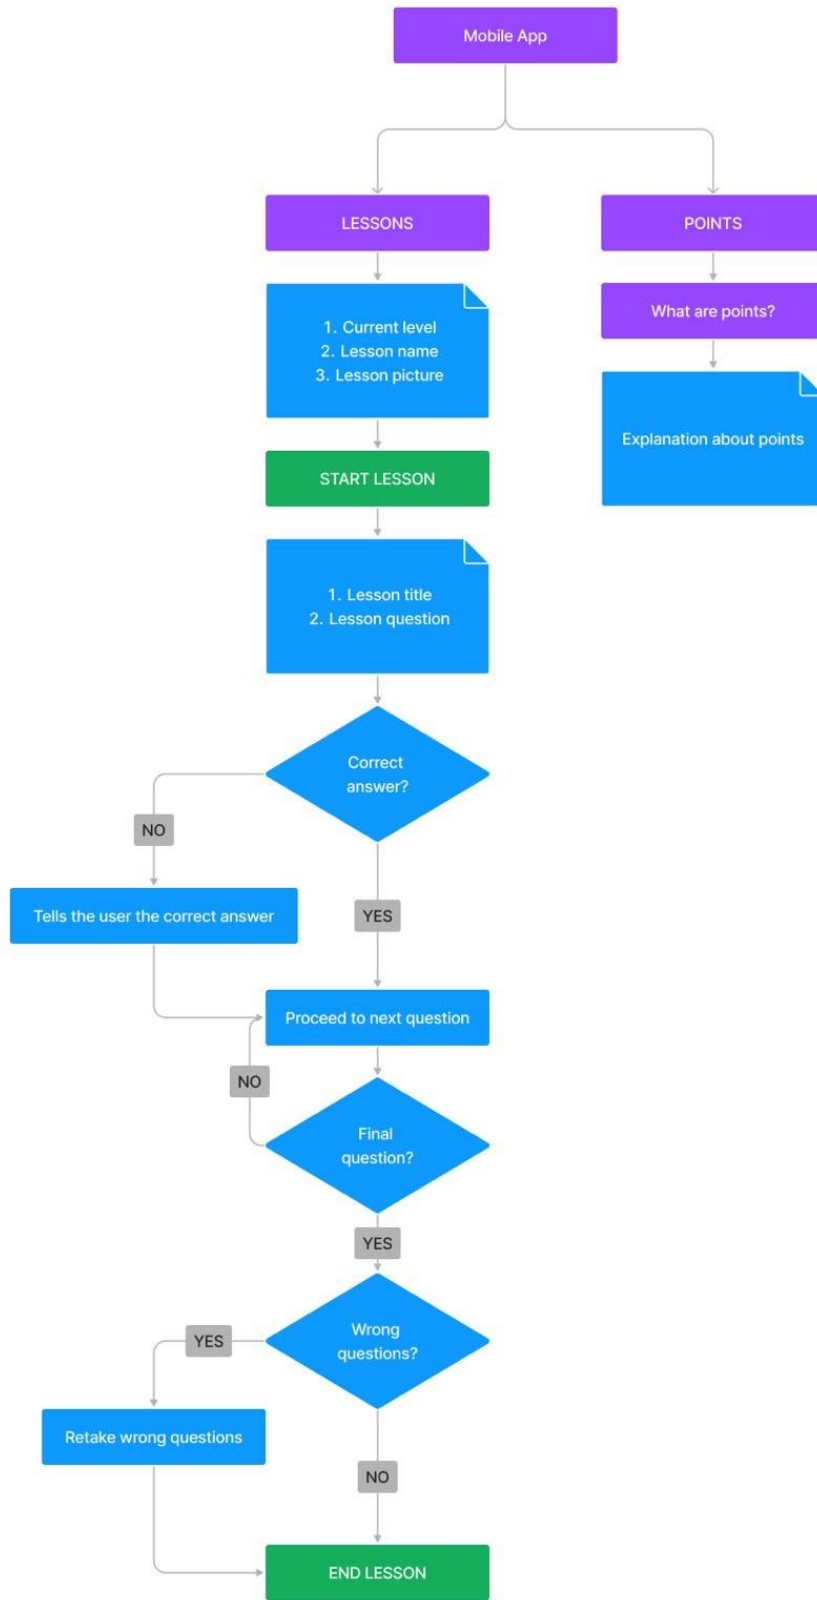 Mobile App
LESSONS
POINTS
1. Current level
2. Lesson name
3. Lesson picture
What are points?
Explanation about points
START LESSON
1. Lesson title
2. Lesson question
Correct
answer?
NO
YES
Tells the user the correct answer
Proceed to next question
NO
Final
question?
YES
Wrong
questions?
YES
Retake wrong questions
NO
END LESSON